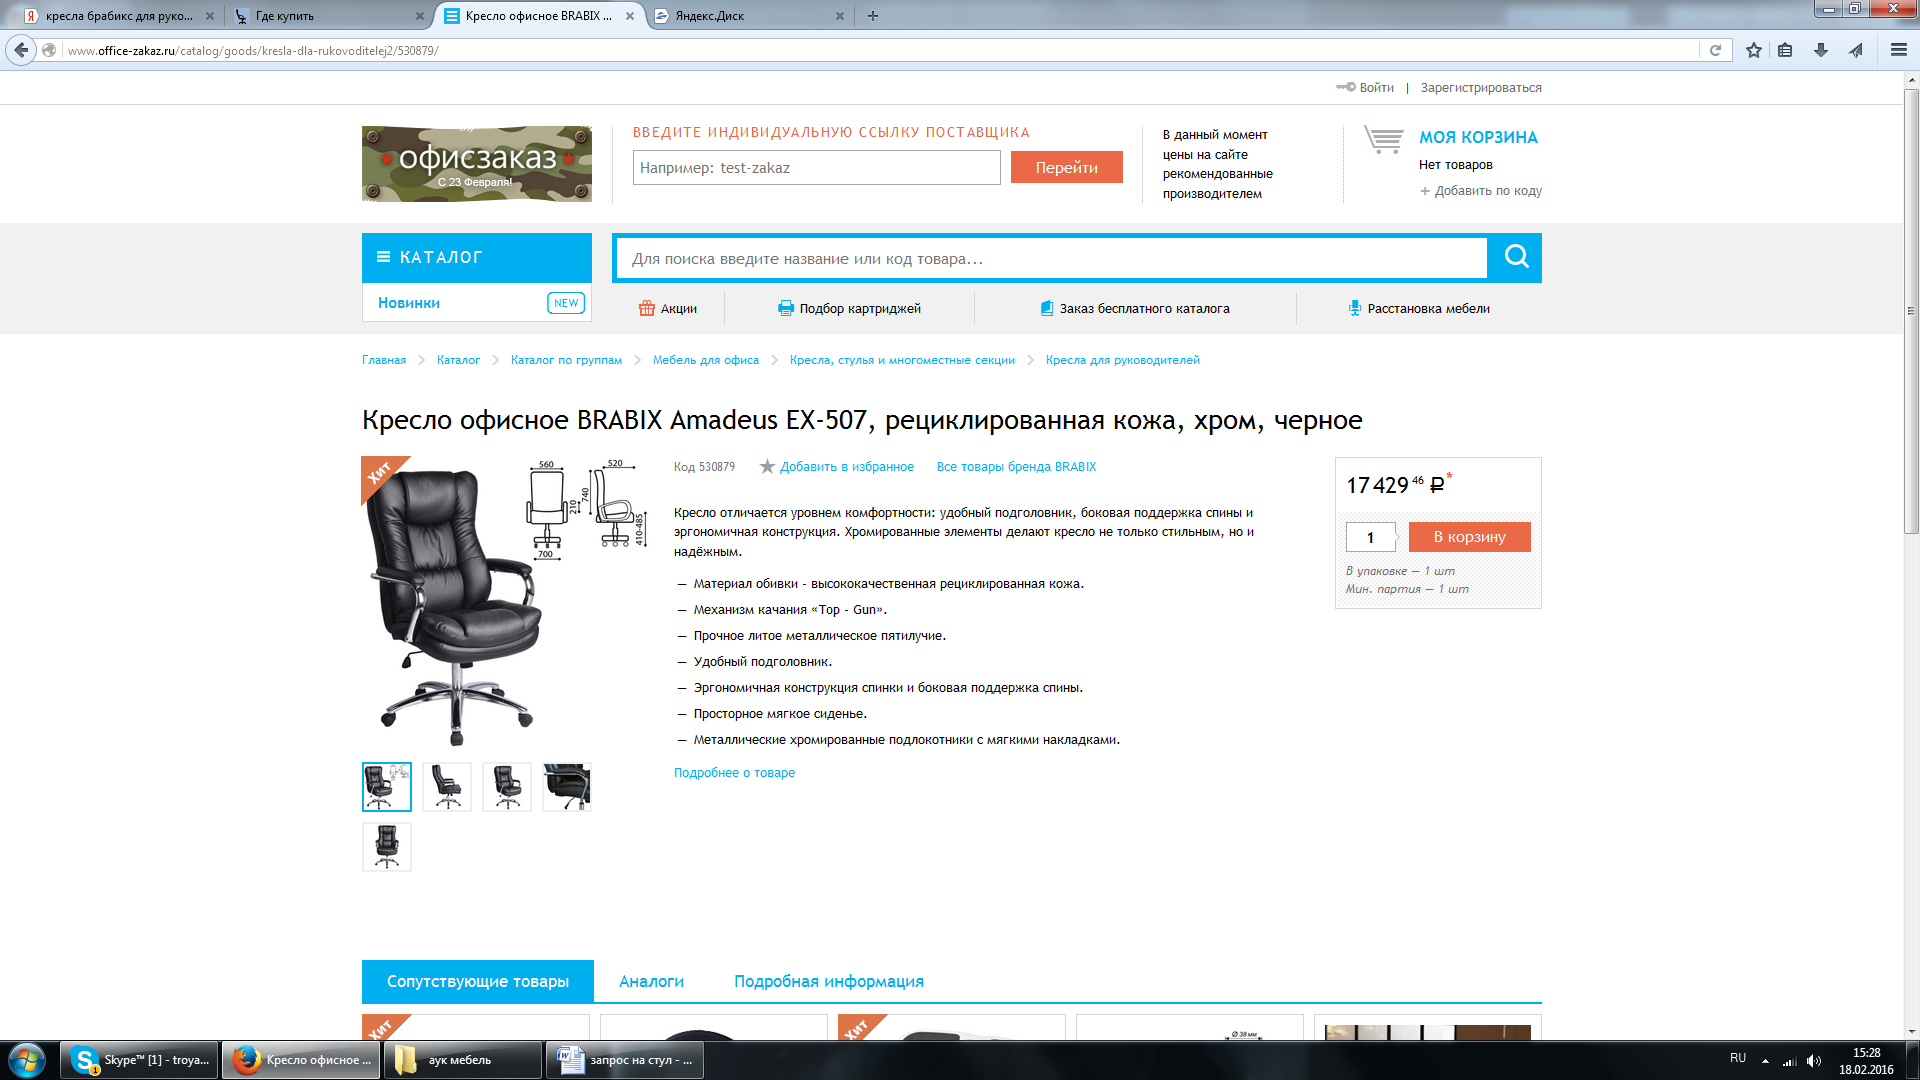 кресла брабикс для руко...
Где купить
Кресло офисное BRABIX ...
Яндекс.Диск
www.office-zakaz.ru/catalog/goods/kresla-dla-rukovoditelej2/530879/
Войти | Зарегистрироваться
офисзаказ
С 23 Февраля!
ВВЕДИТЕ ИНДИВИДУАЛЬНУЮ ССЫЛКУ ПОСТАВЩИКА
Например: test-zakaz
Перейти
В данный момент
цены на сайте
рекомендованные
производителем
МОЯ КОРЗИНА
Нет товаров
+ Добавить по коду
КАТАЛОГ
Для поиска введите название или код товара...
Новинки
NEW
Акции
Подбор картриджей
Заказ бесплатного каталога
Расстановка мебели
Главная
Каталог
Каталог по группам
Мебель для офиса
Кресла, стулья и многоместные секции
Кресла для руководителей
Кресло офисное BRABIX Amadeus EX-507, рециклированная кожа, хром, черное
Хит
560
520
740
210
410-485
700
Код 530879
Добавить в избранное
Все товары бренда BRABIX
Кресло отличается уровнем комфортности: удобный подголовник, боковая поддержка спины и
эргономичная конструкция. Хромированные элементы делают кресло не только стильным, но и
надёжным.
— Материал обивки - высококачественная рециклированная кожа.
— Механизм качания «Top - Gun».
— Прочное литое металлическое пятилучие.
— Удобный подголовник.
— Эргономичная конструкция спинки и боковая поддержка спины.
— Просторное мягкое сиденье.
— Металлические хромированные подлокотники с мягкими накладками.
Подробнее о товаре
17 429 46 ₽*
1
В корзину
В упаковке — 1 шт
Мин. партия — 1 шт
Сопутствующие товары
Аналоги
Подробная информация
Хит
Хит
Ø 38 мм
Skype™ [1] - troya...
1
Кресло офисное ...
аук мебель
запрос на стул - ...
RU
15:28
18.02.2016